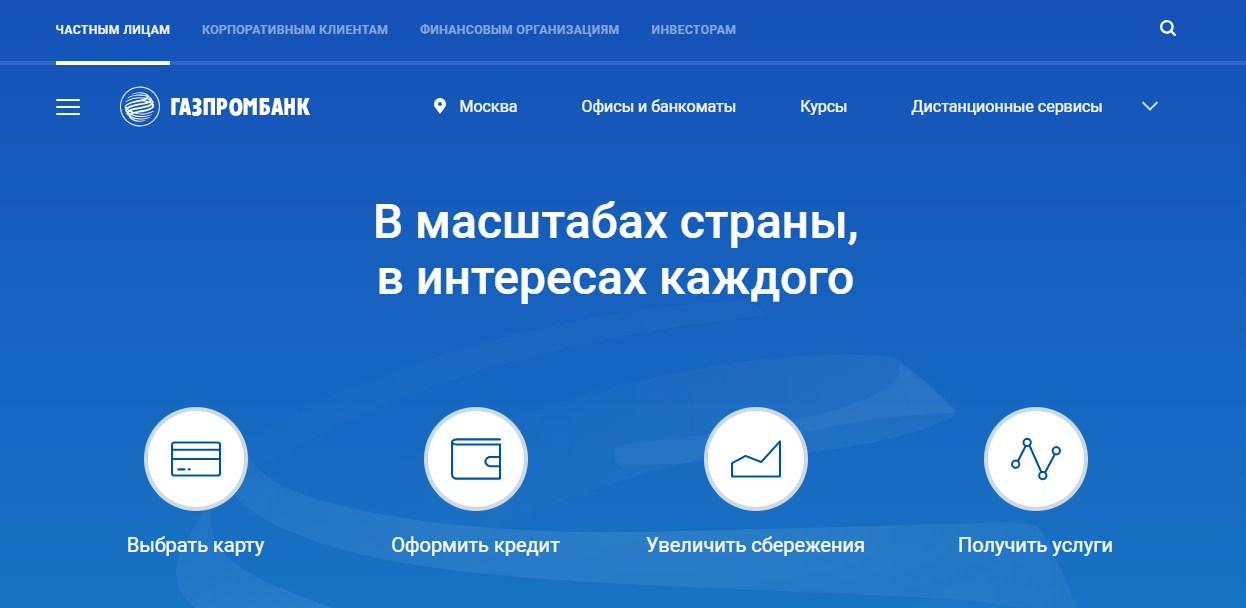 ЧАСТНЫМ ЛИЦАМ КОРПОРАТИВНЫМ КЛИЕНТАМ ФИНАНСОВЫМ ОРГАНИЗАЦИЯМ ИНВЕСТОРАМ
ГАЗПРОМБАНК Москва Офисы и банкоматы Курсы Дистанционные сервисы
В масштабах страны,
в интересах каждого
Выбрать карту Оформить кредит Увеличить сбережения Получить услуги